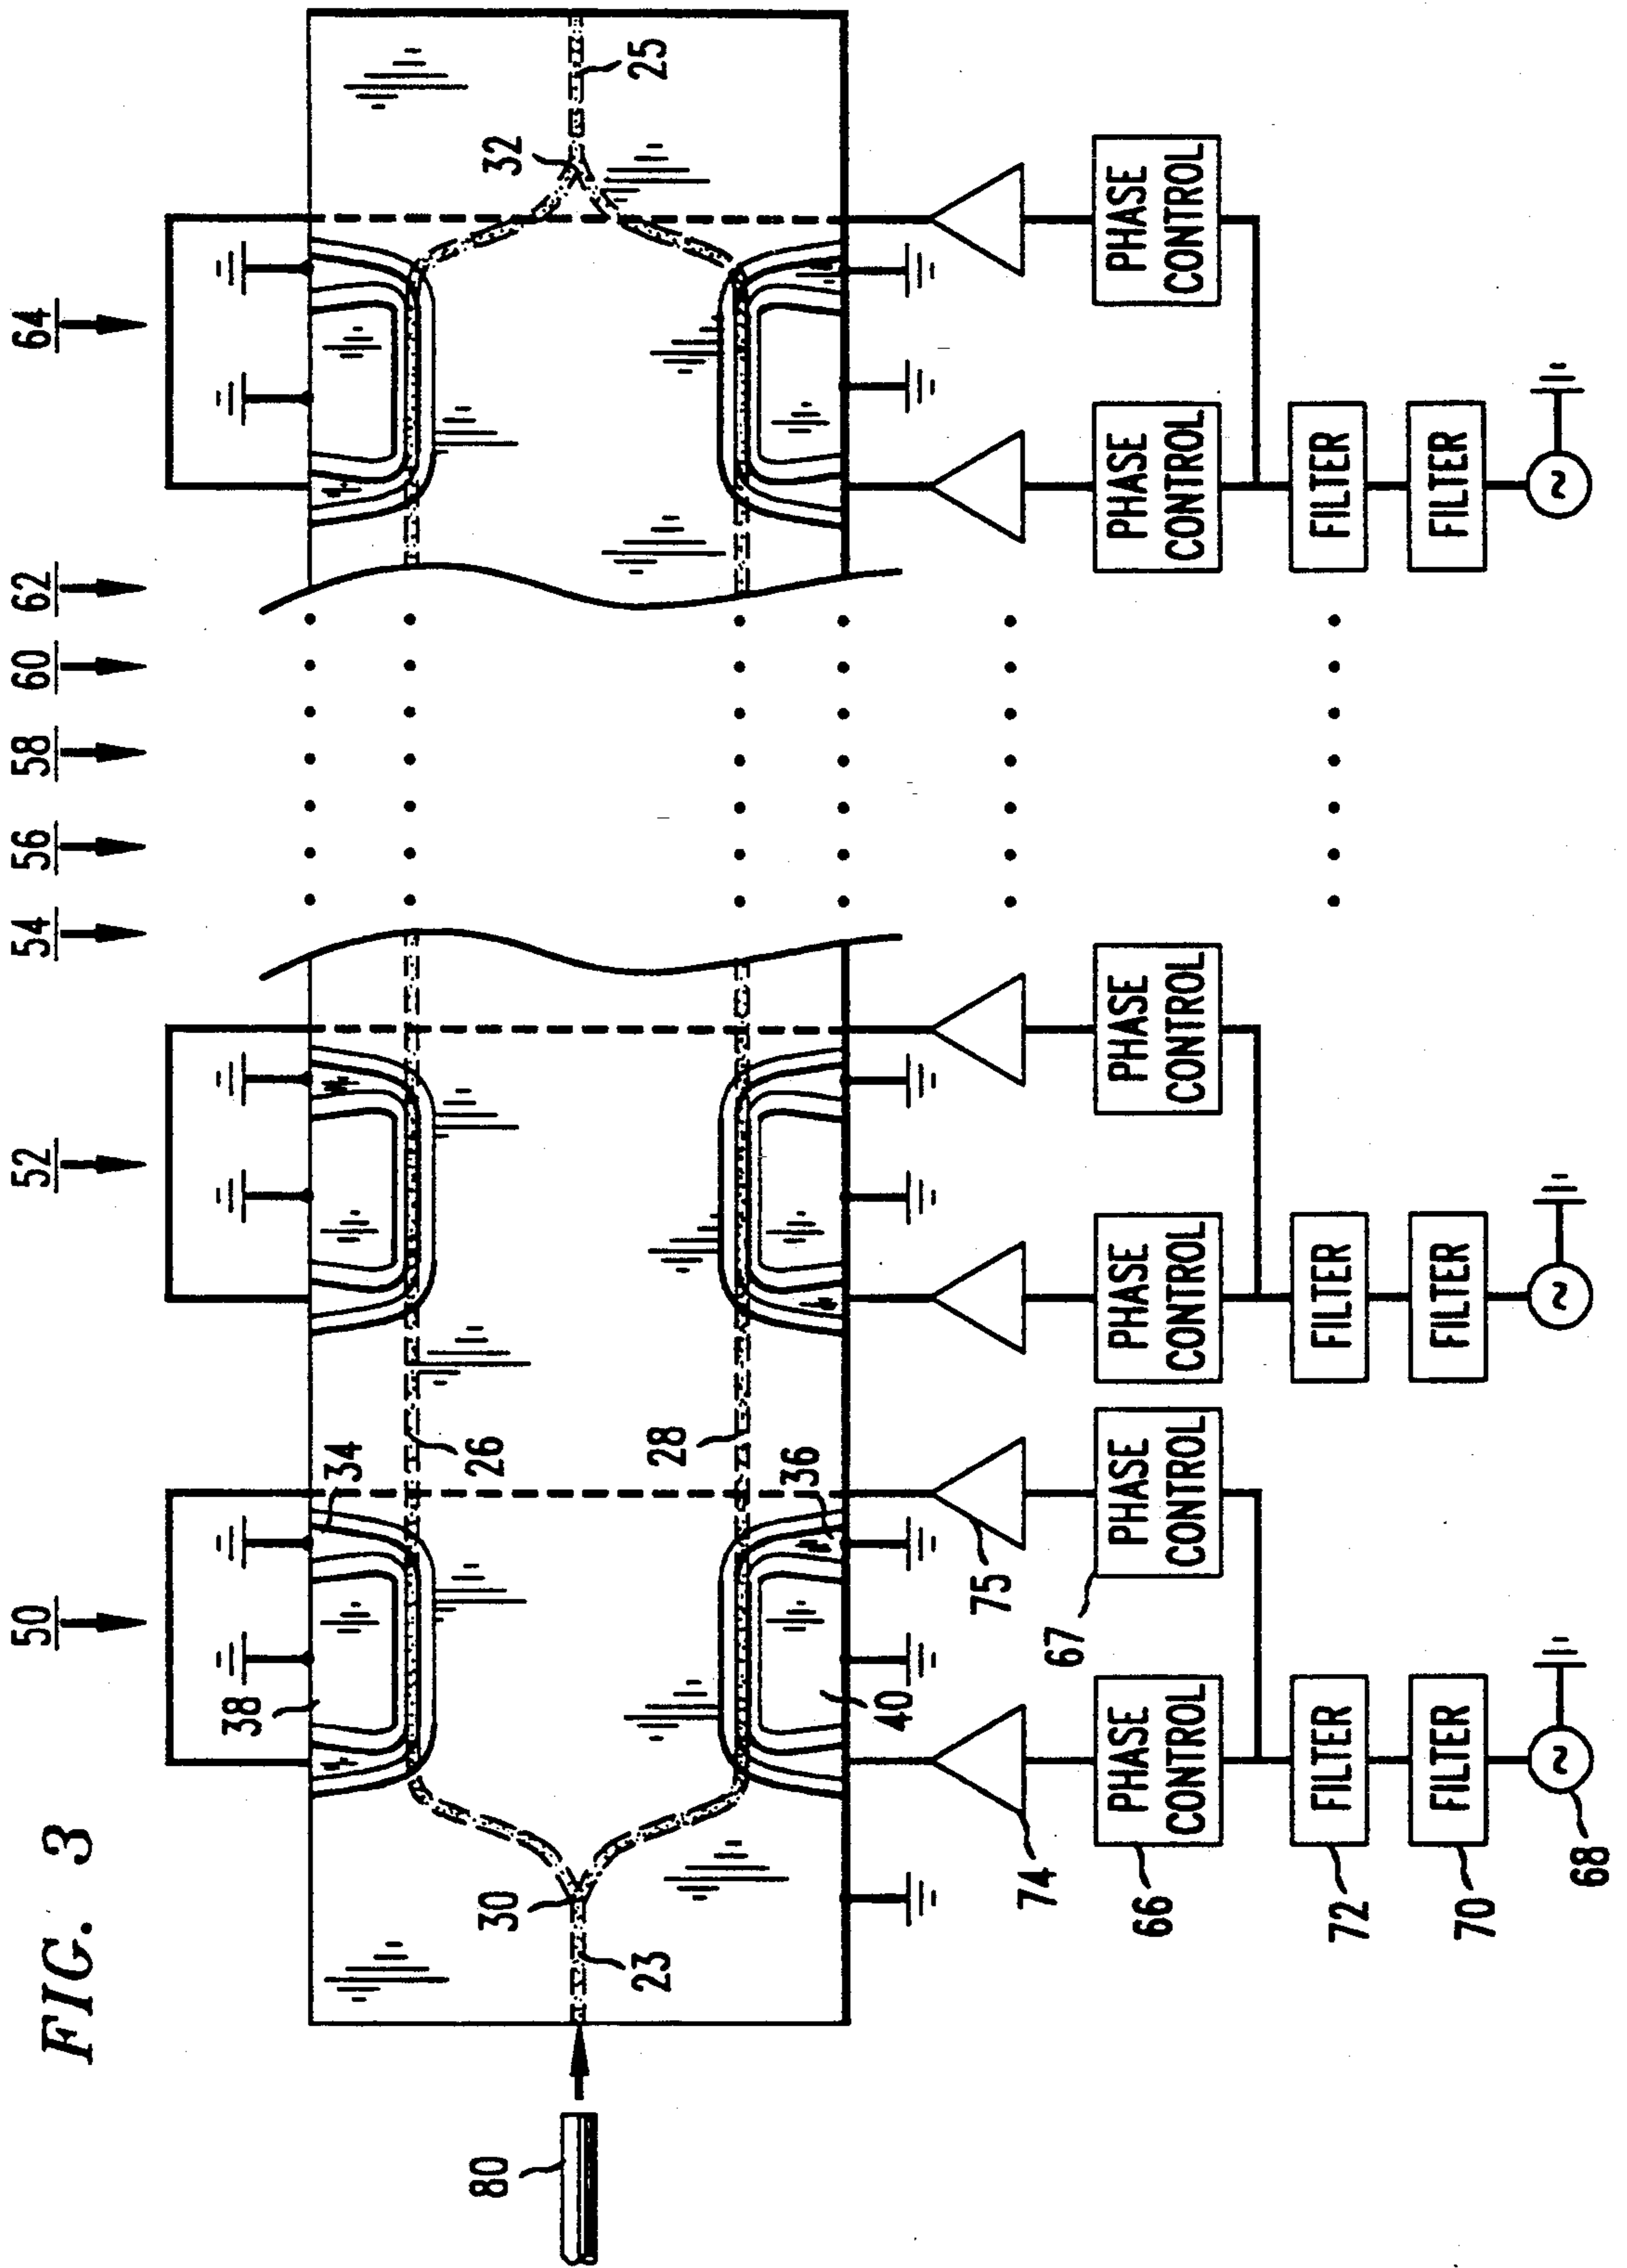 FIG. 3
50
52
54
56
58
60
62
64
38
34
26
30
23
80
28
36
40
32
25
74
75
66
PHASE
CONTROL
67
PHASE
CONTROL
PHASE
CONTROL
PHASE
CONTROL
PHASE
CONTROL
PHASE
CONTROL
72
FILTER
FILTER
FILTER
70
FILTER
FILTER
FILTER
68
~
~
~